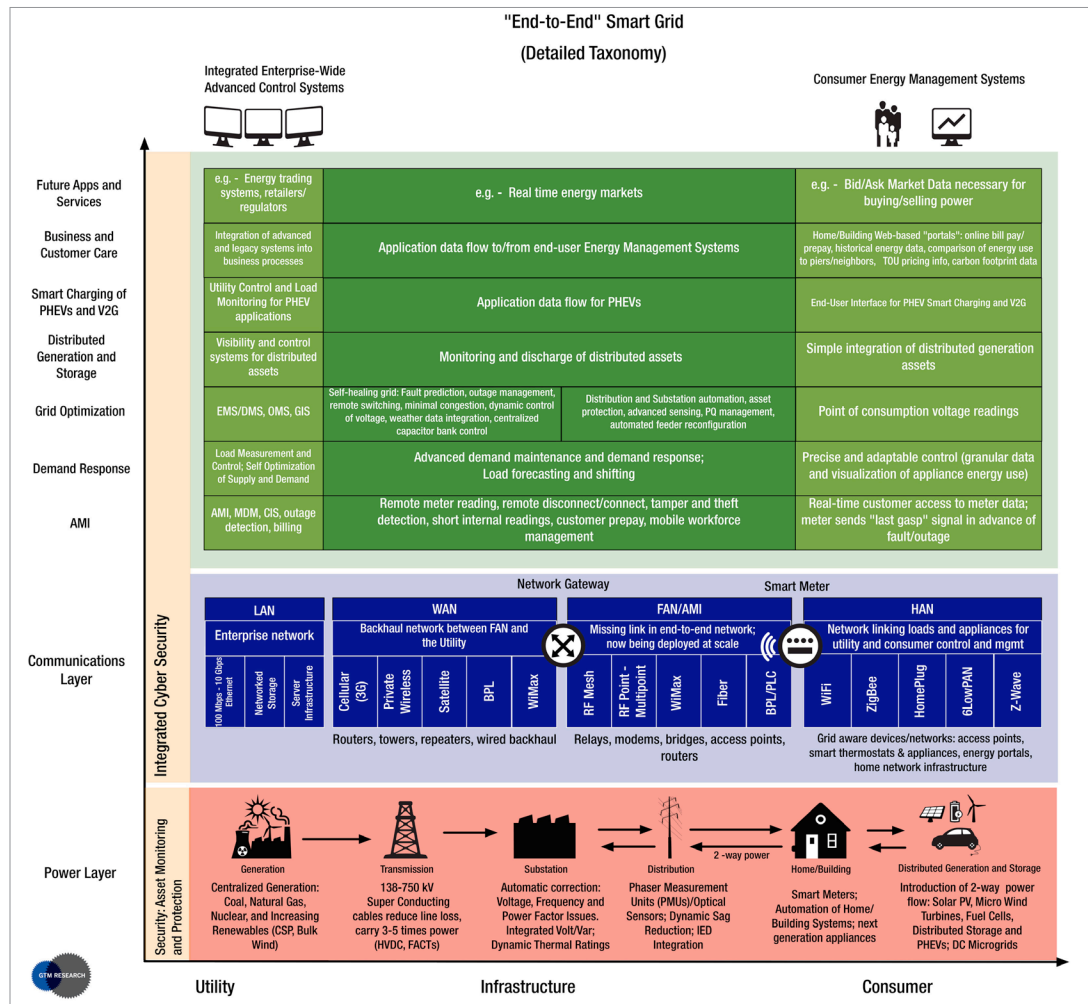 "End-to-End" Smart Grid
(Detailed Taxonomy)
Integrated Enterprise-Wide
Advanced Control Systems
Consumer Energy Management Systems
Future Apps and
Services
e.g. - Energy trading
systems, retailers/
regulators
e.g. - Real time energy markets
e.g. - Bid/Ask Market Data necessary for
buying/selling power
Business and
Customer Care
Integration of advanced
and legacy systems into
business processes
Application data flow to/from end-user Energy Management Systems
Home/Building Web-based "portals": online bill pay/
prepay, historical energy data, comparison of energy use
to piers/neighbors, TOU pricing info, carbon footprint data
Smart Charging of
PHEVs and V2G
Utility Control and Load
Monitoring for PHEV
applications
Application data flow for PHEVs
End-User Interface for PHEV Smart Charging and V2G
Distributed
Generation and
Storage
Visibility and control
systems for distributed
assets
Monitoring and discharge of distributed assets
Simple integration of distributed generation
assets
Grid Optimization
EMS/DMS, OMS, GIS
Self-healing grid: Fault prediction, outage management,
remote switching, minimal congestion, dynamic control
of voltage, weather data integration, centralized
capacitor bank control
Distribution and Substation automation, asset
protection, advanced sensing, PQ management,
automated feeder reconfiguration
Point of consumption voltage readings
Demand Response
Load Measurement and
Control; Self Optimization
of Supply and Demand
Advanced demand maintenance and demand response;
Load forecasting and shifting
Precise and adaptable control (granular data
and visualization of appliance energy use)
AMI
AMI, MDM, CIS, outage
detection, billing
Remote meter reading, remote disconnect/connect, tamper and theft
detection, short internal readings, customer prepay, mobile workforce
management
Real-time customer access to meter data;
meter sends "last gasp" signal in advance of
fault/outage
Integrated Cyber Security
Communications
Layer
Network Gateway
Smart Meter
LAN
Enterprise network
100 Mbps - 10 Gbps
Ethernet
Networked
Storage
Server
Infrastructure
WAN
Backhaul network between FAN and
the Utility
Cellular
(3G)
Private
Wireless
Satellite
BPL
WiMax
Routers, towers, repeaters, wired backhaul
FAN/AMI
Missing link in end-to-end network;
now being deployed at scale
RF Mesh
RF Point -
Multipoint
WiMax
Fiber
BPL/PLC
Relays, modems, bridges, access points,
routers
HAN
Network linking loads and appliances for
utility and consumer control and mgmt
WiFi
ZigBee
HomePlug
6LowPAN
Z-Wave
Grid aware devices/networks: access points,
smart thermostats & appliances, energy portals,
home network infrastructure
Power Layer
Security: Asset Monitoring
and Protection
Generation
Centralized Generation:
Coal, Natural Gas,
Nuclear, and Increasing
Renewables (CSP, Bulk
Wind)
Transmission
138-750 kV
Super Conducting
cables reduce line loss,
carry 3-5 times power
(HVDC, FACTs)
Substation
Automatic correction:
Voltage, Frequency and
Power Factor Issues.
Integrated Volt/Var;
Dynamic Thermal Ratings
Distribution
Phaser Measurement
Units (PMUs)/Optical
Sensors; Dynamic Sag
Reduction; IED
Integration
2 -way power
Home/Building
Smart Meters;
Automation of Home/
Building Systems; next
generation appliances
Distributed Generation and Storage
Introduction of 2-way power
flow: Solar PV, Micro Wind
Turbines, Fuel Cells,
Distributed Storage and
PHEVs; DC Microgrids
GTM RESEARCH
Utility
Infrastructure
Consumer